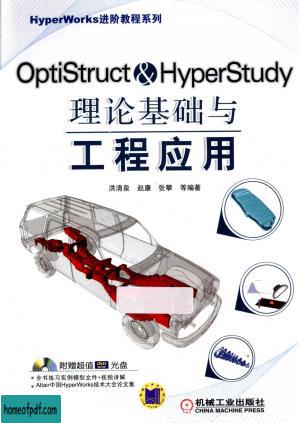 HyperWorks进阶教程系列
OptiStruct & HyperStudy
理论基础与
工程应用
洪清泉 赵康 张攀 等编著
附赠超值 DVD 光盘
全书练习实例模型文件+视频讲解
Altair中国HyperWorks技术大会论文集
机械工业出版社
CHINA MACHINE PRESS
homeofpdf.com